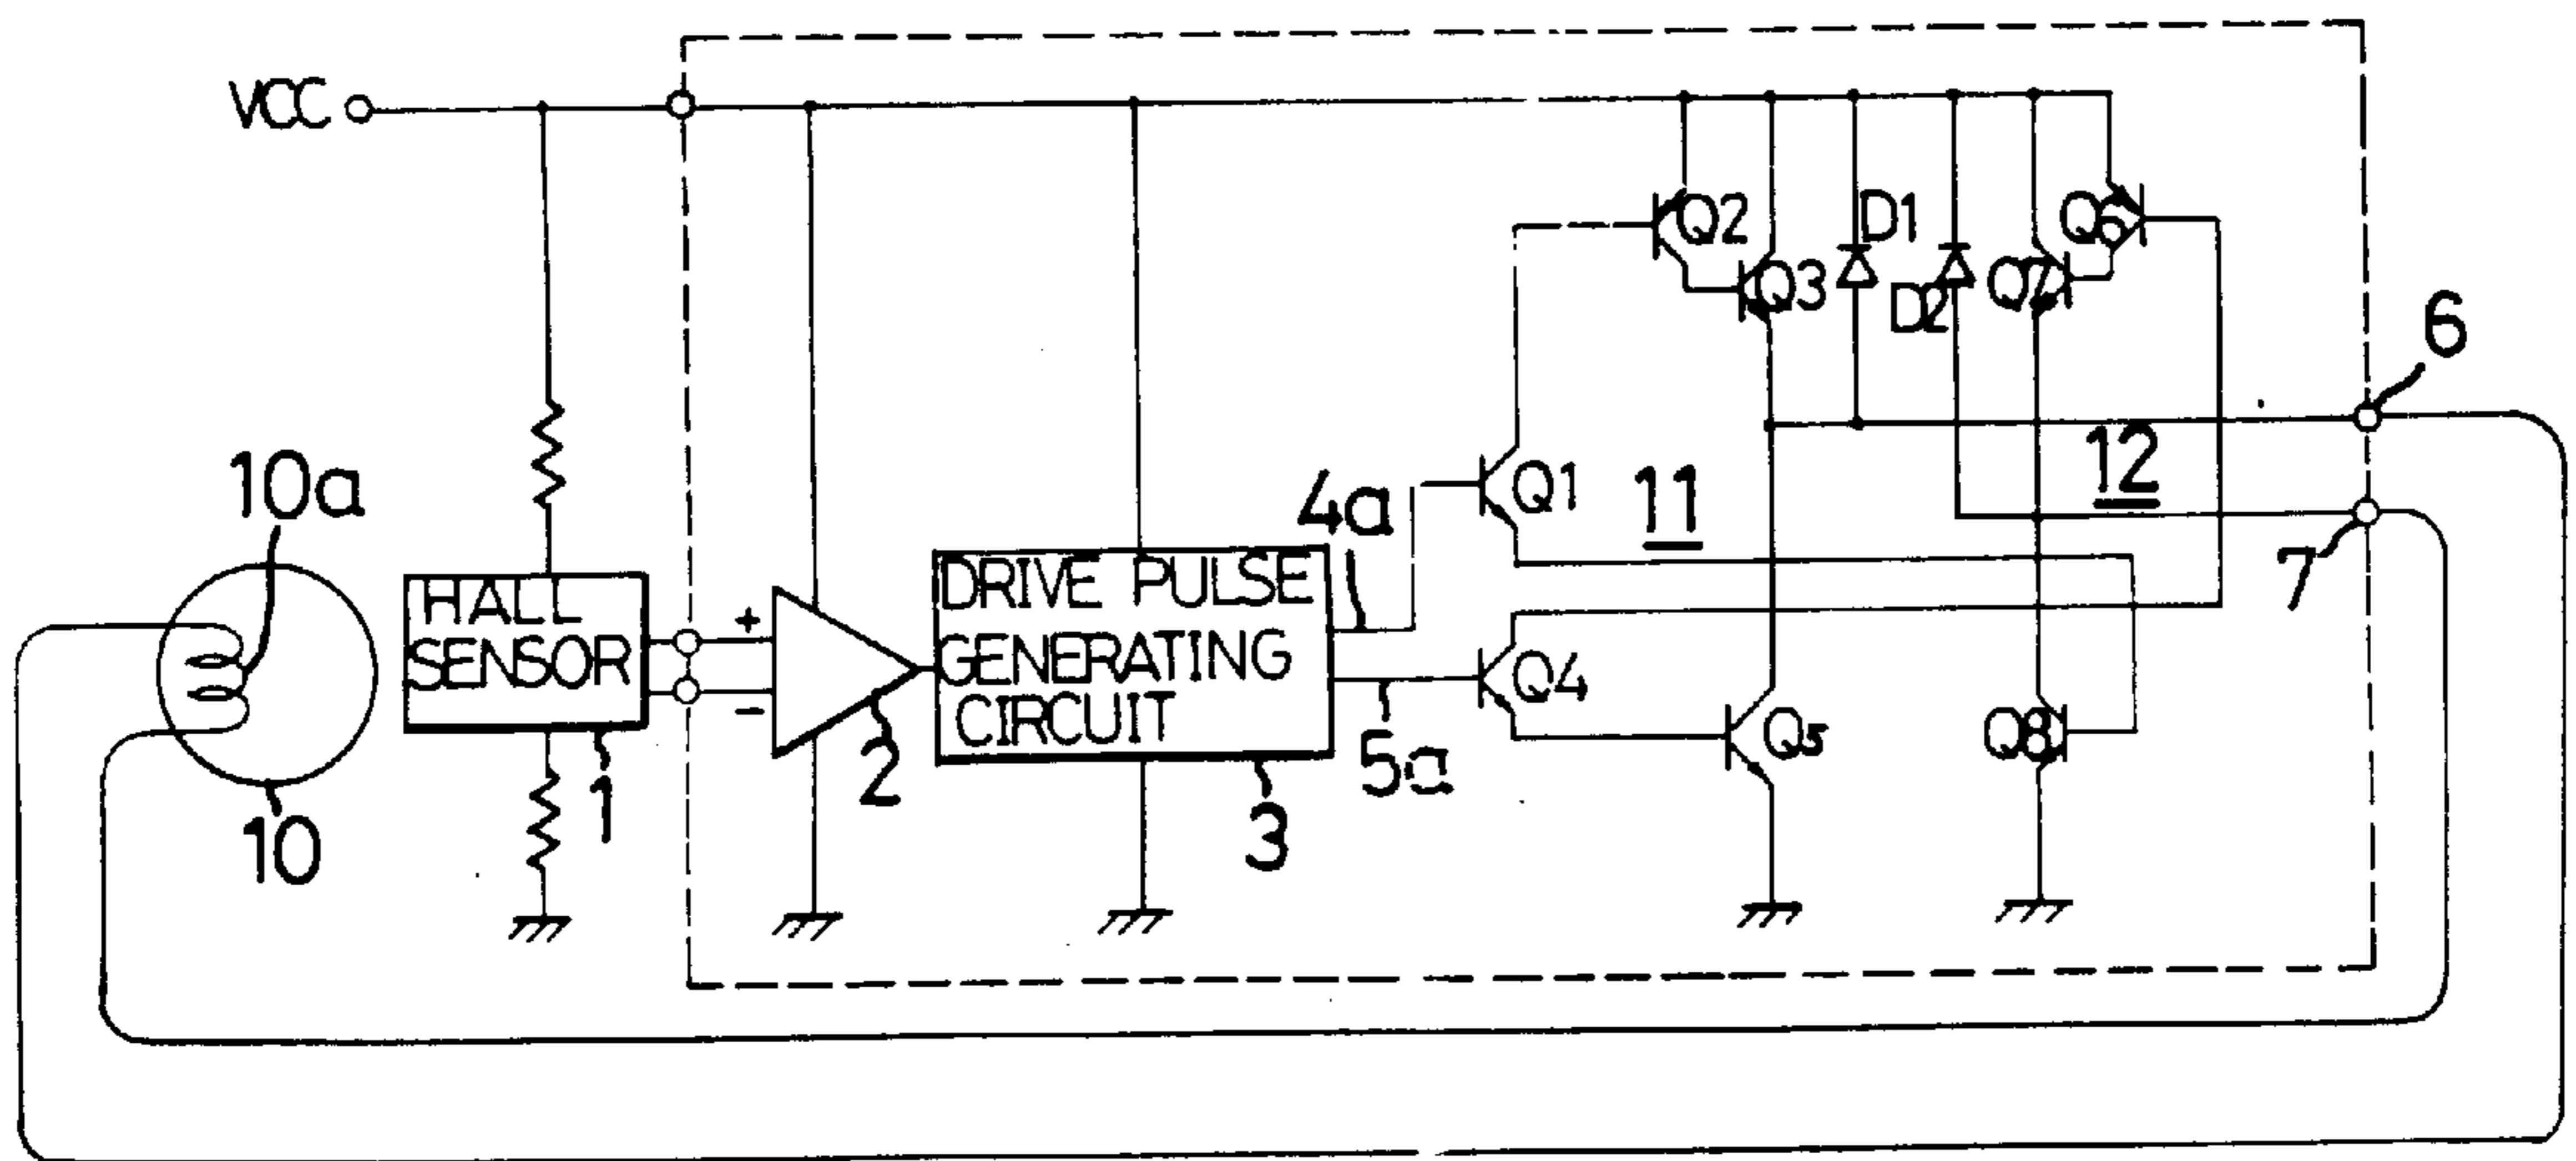 VCC
Q2
D1
Q6
Q3
D2
Q7
6
10a
4a
Q1
11
12
7
HALL
SENSOR
+
-
DRIVE PULSE
GENERATING
CIRCUIT
Q4
5a
Q5
Q8
1
2
3
10